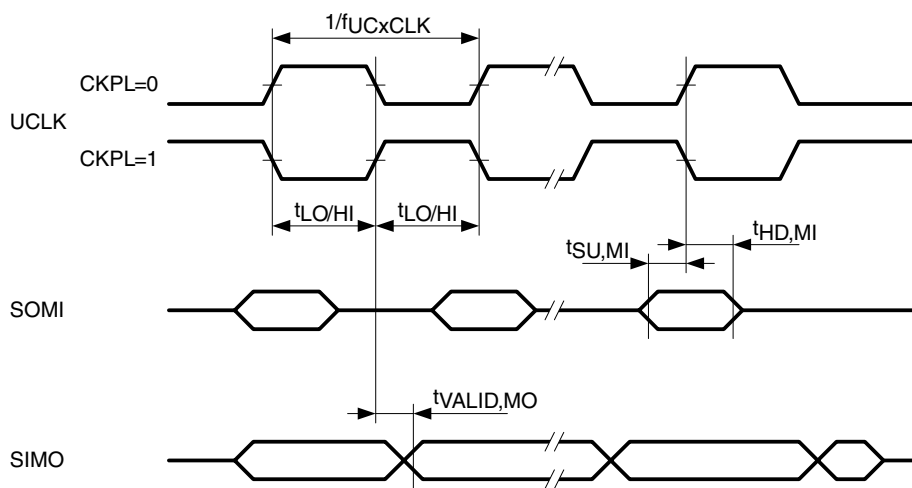 1/fUCxCLK
CKPL=0
UCLK
CKPL=1
tLO/HI tLO/HI
tHD,MI
tSU,MI
SOMI
tVALID,MO
SIMO